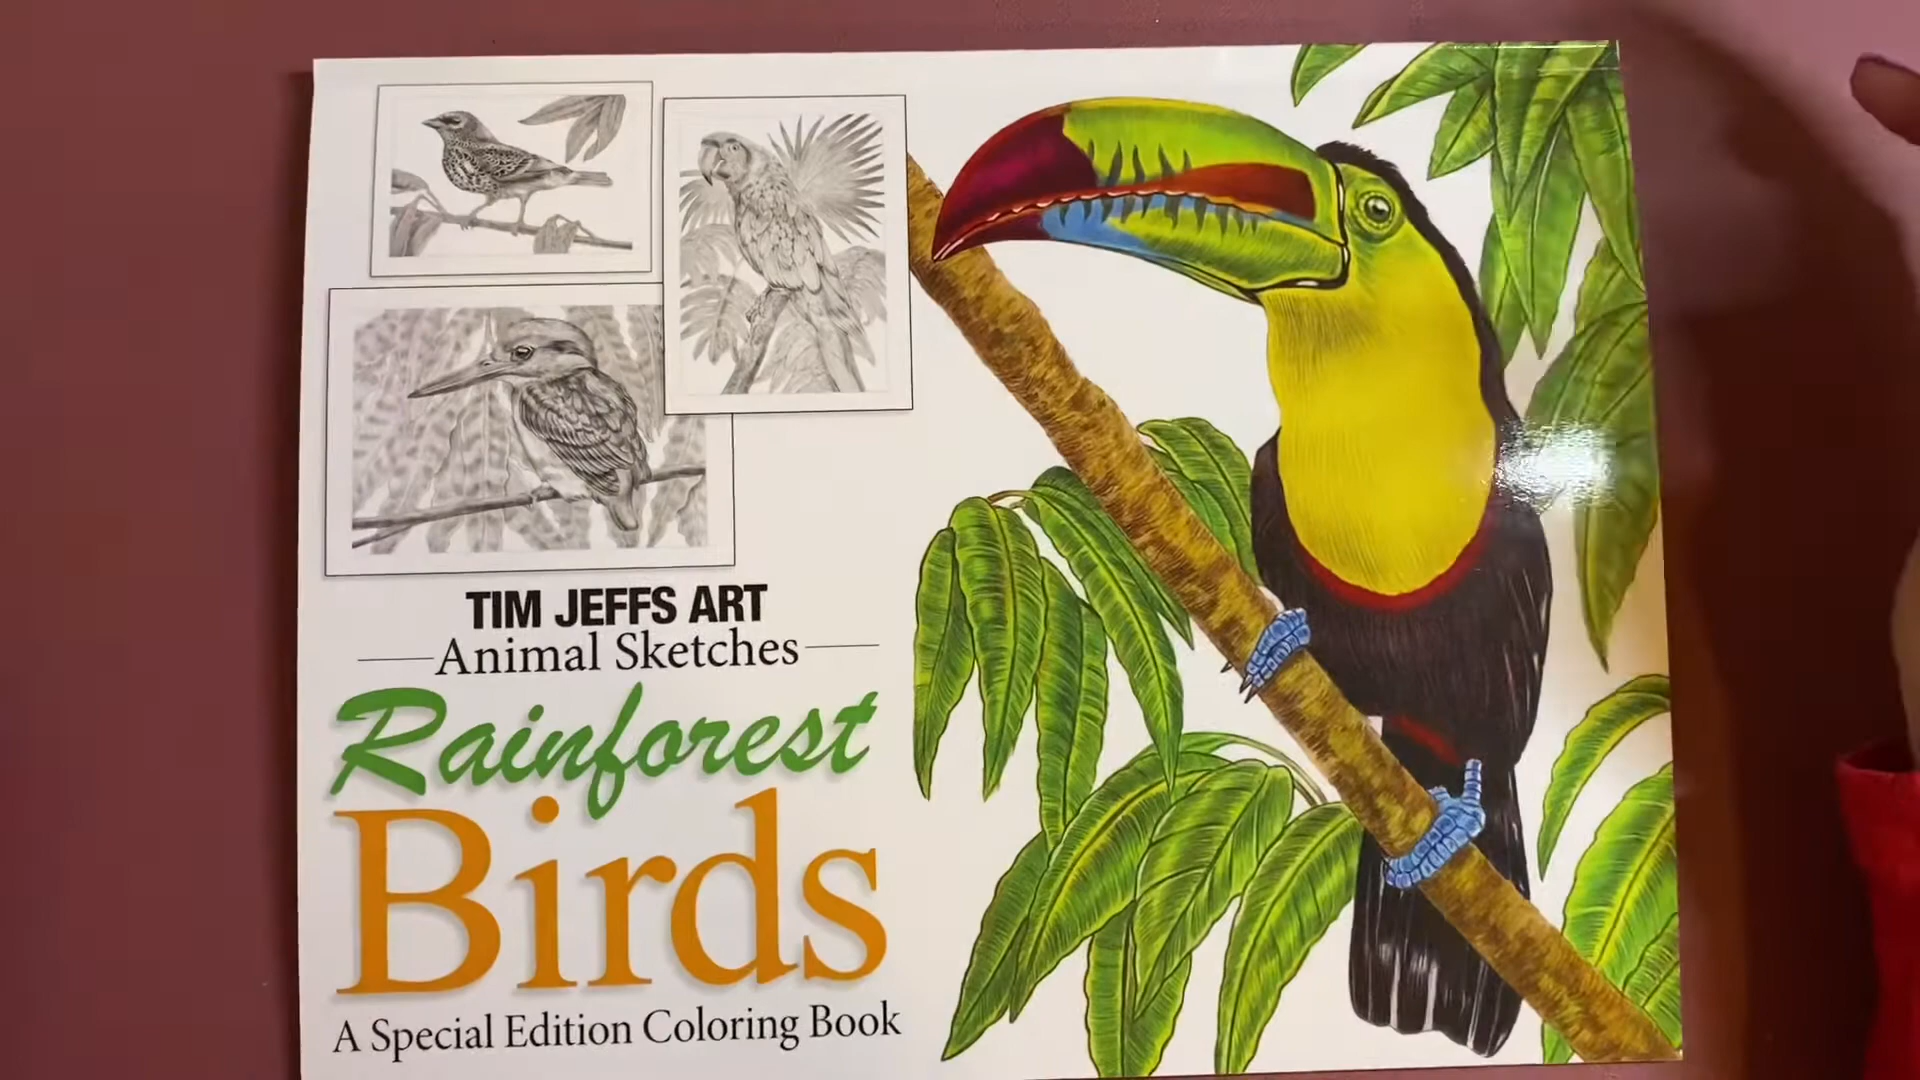 TIM JEFFS ART
Animal Sketches
Rainforest
Birds
A Special Edition Coloring Book